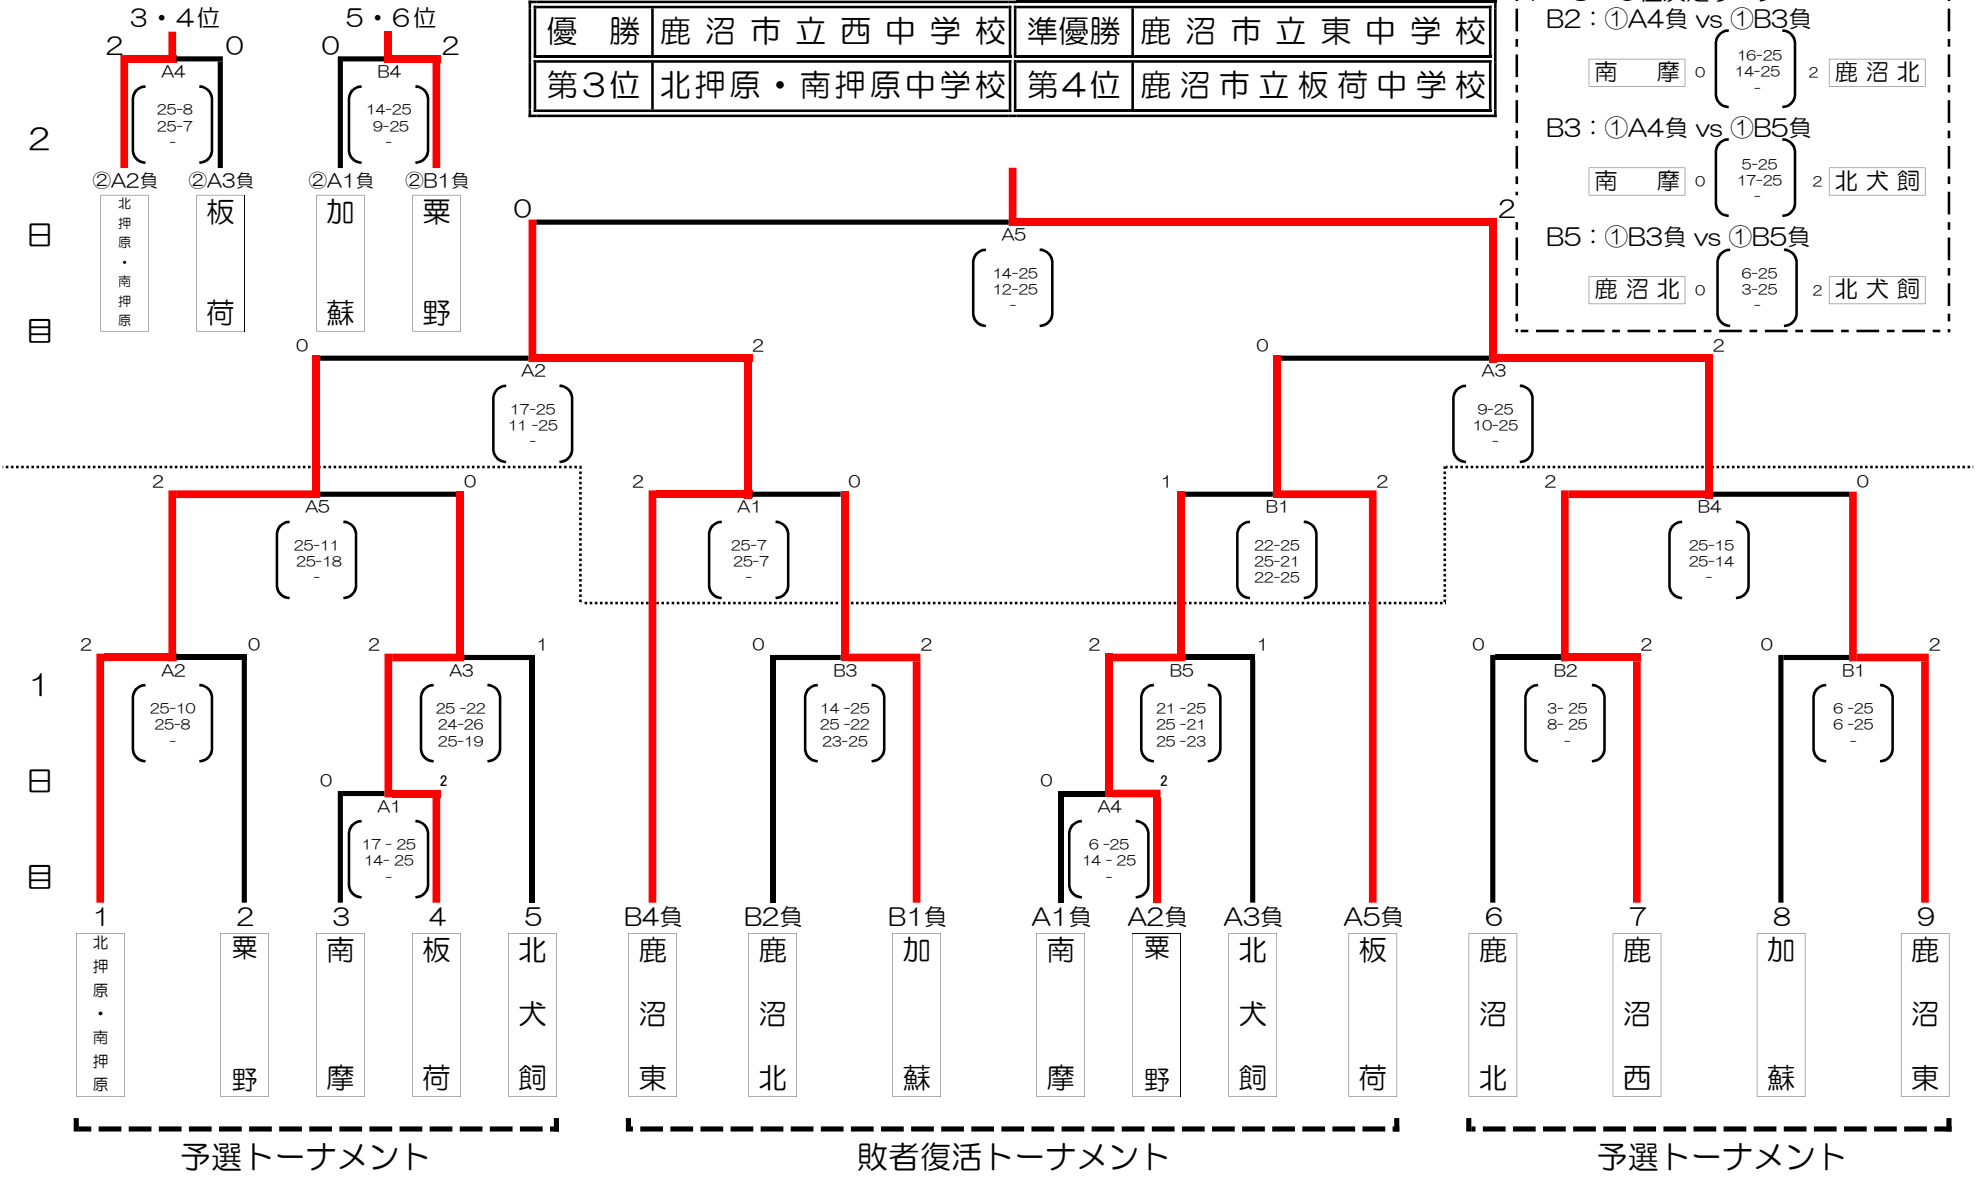 3・4位
5・6位
2 0
A4
25-8
25-7
-
②A2負 ②A3負
北押原・南押原
板荷
0 2
B4
14-25
9-25
-
②A1負 ②B1負
加蘇
粟野
優勝 鹿沼市立西中学校 準優勝 鹿沼市立東中学校
第3位 北押原・南押原中学校 第4位 鹿沼市立板荷中学校
B2：①A4負 vs ①B3負
南摩 0
16-25
14-25
-
2 鹿沼北
B3：①A4負 vs ①B5負
南摩 0
5-25
17-25
-
2 北犬飼
B5：①B3負 vs ①B5負
鹿沼北 0
6-25
3-25
-
2 北犬飼
2日目
0 2
A5
14-25
12-25
-
0 2
A2
17-25
11-25
-
0 2
A3
9-25
10-25
-
2 0
A5
25-11
25-18
-
2 0
A1
25-7
25-7
-
1 2
B1
22-25
25-21
22-25
2 0
B4
25-15
25-14
-
1日目
2 0
A2
25-10
25-8
-
2 1
A3
25-22
24-26
25-19
0 2
B3
14-25
25-22
23-25
2 1
B5
21-25
25-21
25-23
0 2
B2
3-25
8-25
-
0 2
B1
6-25
6-25
-
0 2
A1
17-25
14-25
-
0 2
A4
6-25
14-25
-
1 2 3 4 5 B4負 B2負 B1負 A1負 A2負 A3負 A5負 6 7 8 9
北押原・南押原
粟野
南摩
板荷
北犬飼
鹿沼東
鹿沼北
加蘇
南摩
粟野
北犬飼
板荷
鹿沼北
鹿沼西
加蘇
鹿沼東
予選トーナメント 敗者復活トーナメント 予選トーナメント